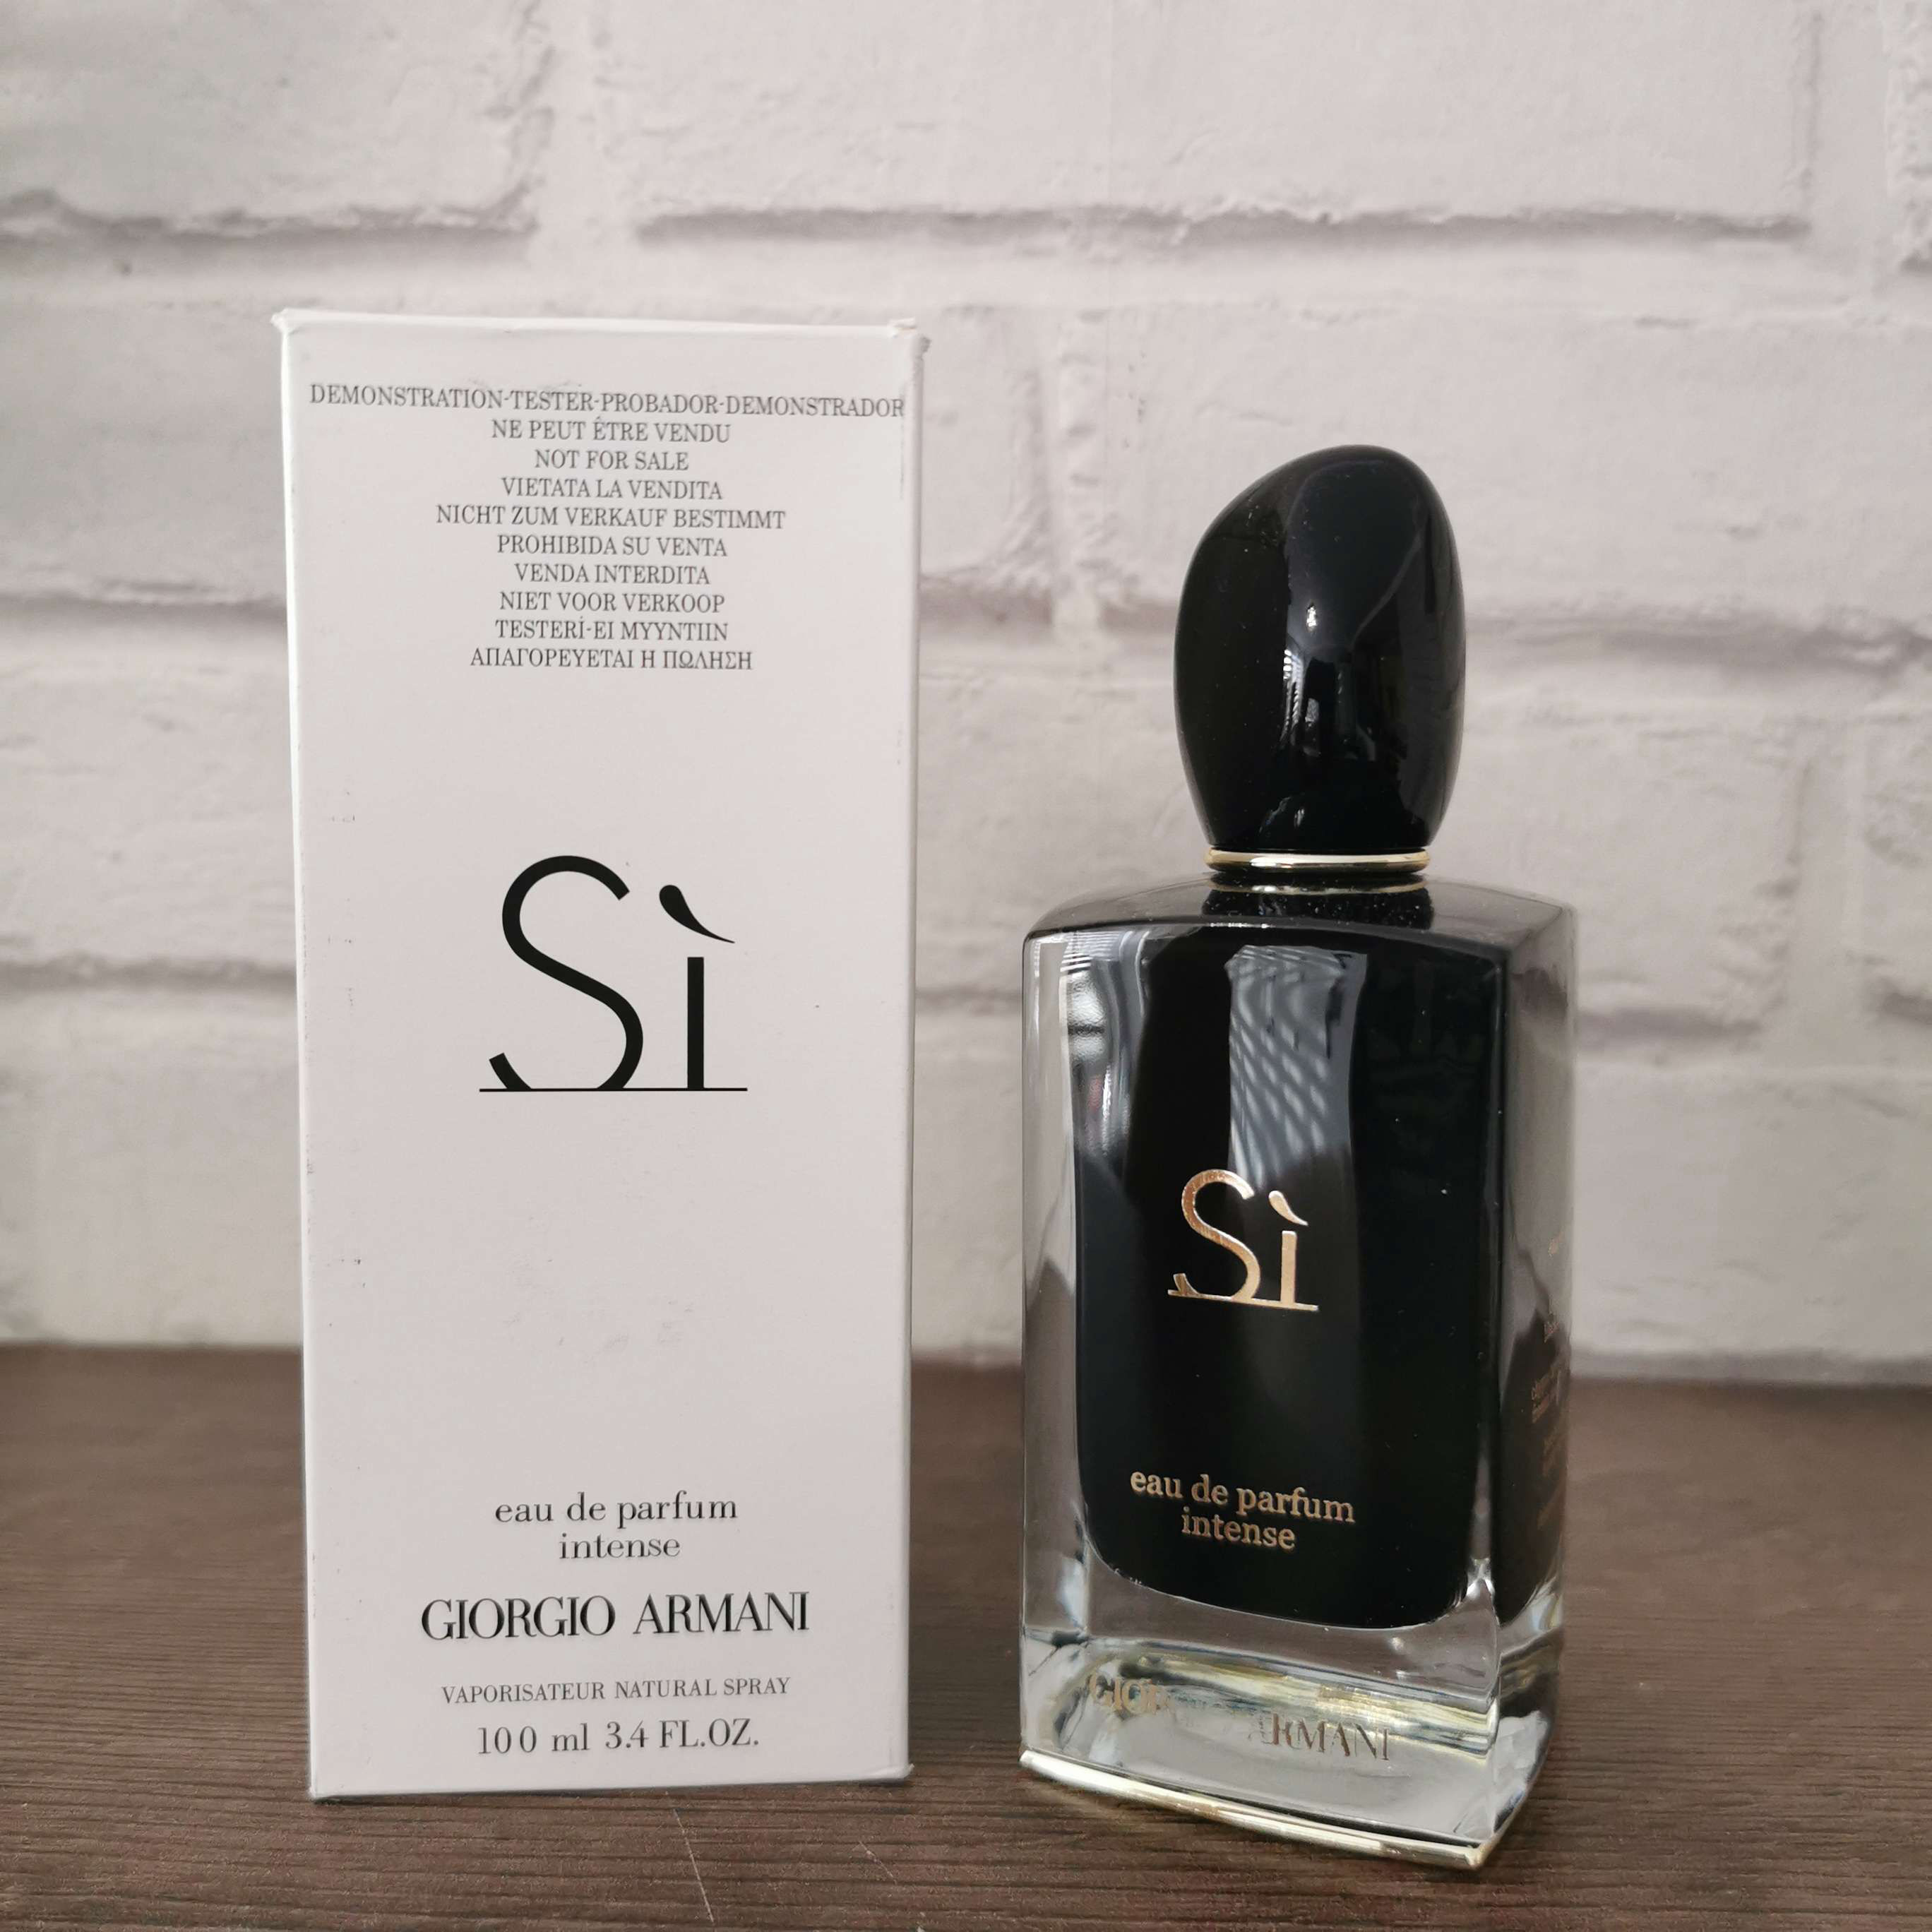 DEMONSTRATION-TESTER-PROBADOR-DEMONSTRADOR
NE PEUT ÊTRE VENDU
NOT FOR SALE
VIETATA LA VENDITA
NICHT ZUM VERKAUF BESTIMMT
PROHIBIDA SU VENTA
VENDA INTERDITA
NIET VOOR VERKOOP
TESTERÍ-EI MYYNTIIN
ΑΠΑΓΟΡΕΥΕΤΑΙ Η ΠΩΛΗΣΗ
Sì
eau de parfum
intense
GIORGIO ARMANI
VAPORISATEUR NATURAL SPRAY
100 ml 3.4 FL.OZ.
Sì
eau de parfum
intense
GIORGIO ARMANI